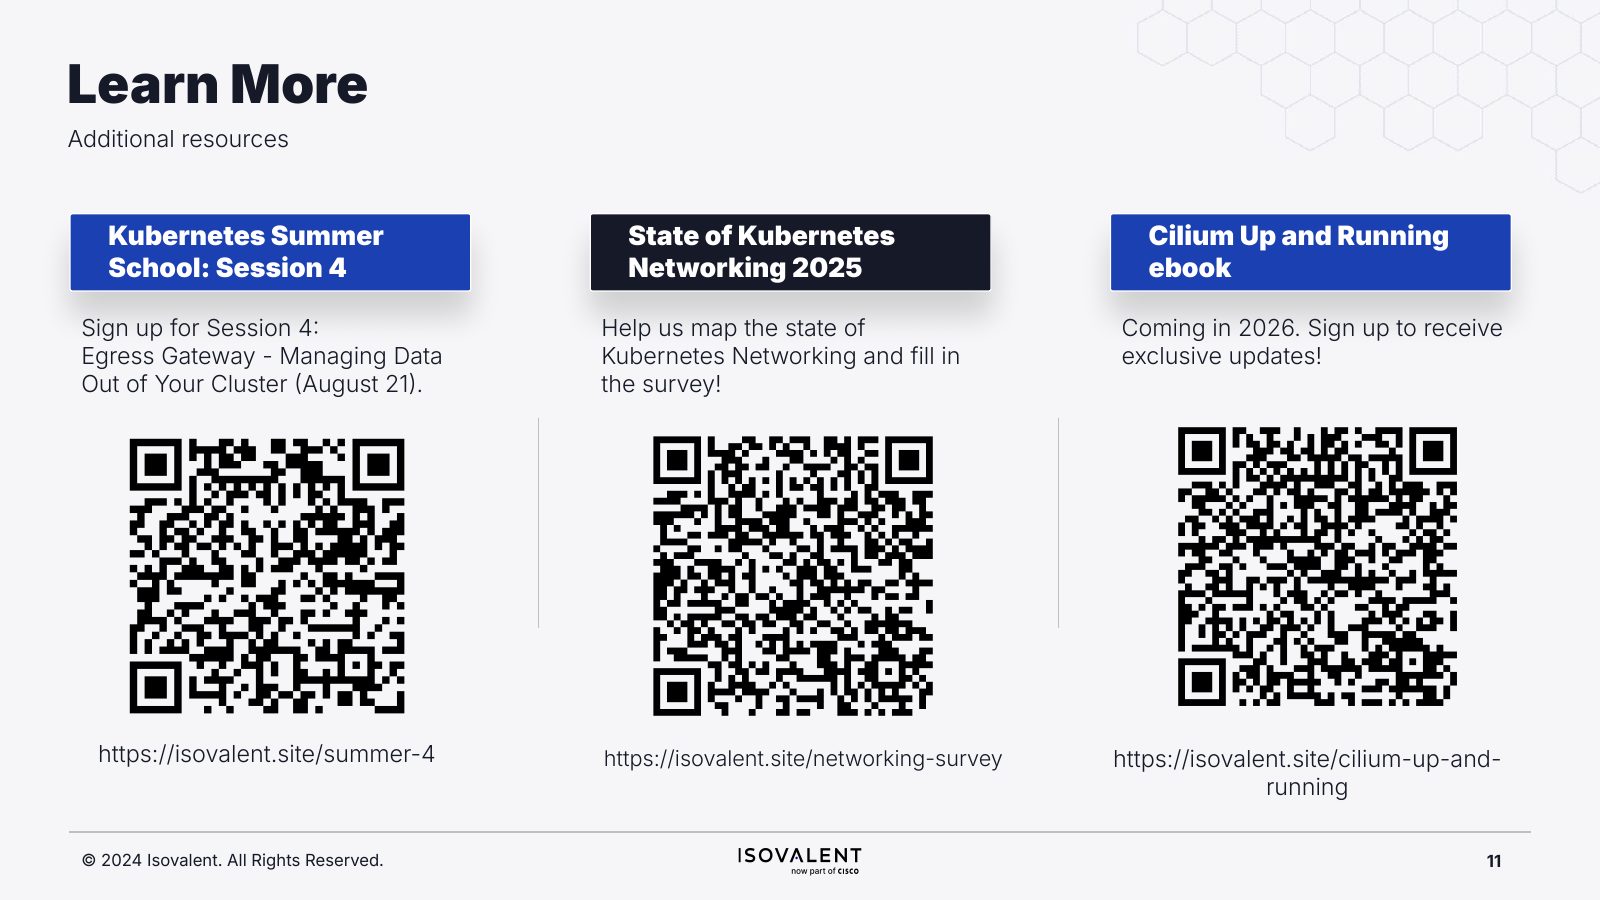 Learn More
Additional resources
Kubernetes Summer
School: Session 4
Sign up for Session 4:
Egress Gateway - Managing Data
Out of Your Cluster (August 21).
https://isovalent.site/summer-4
State of Kubernetes
Networking 2025
Help us map the state of
Kubernetes Networking and fill in
the survey!
https://isovalent.site/networking-survey
Cilium Up and Running
ebook
Coming in 2026. Sign up to receive
exclusive updates!
https://isovalent.site/cilium-up-and-
running
© 2024 Isovalent. All Rights Reserved.
ISOVALENT
now part of CISCO
11